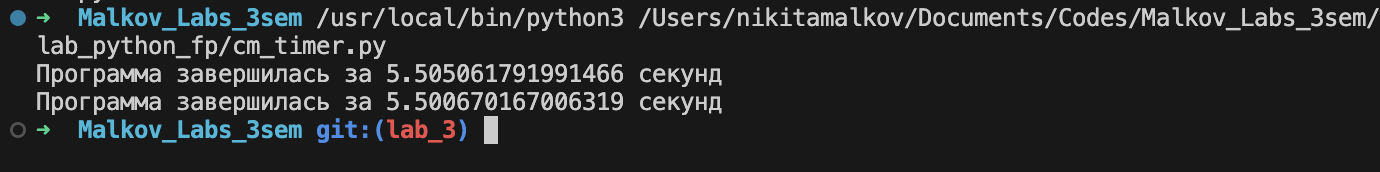 ➜ Malkov_Labs_3sem /usr/local/bin/python3 /Users/nikitamalkov/Documents/Codes/Malkov_Labs_3sem/
lab_python_fp/cm_timer.py
Программа завершилась за 5.505061791991466 секунд
Программа завершилась за 5.500670167006319 секунд
➜ Malkov_Labs_3sem git:(lab_3)